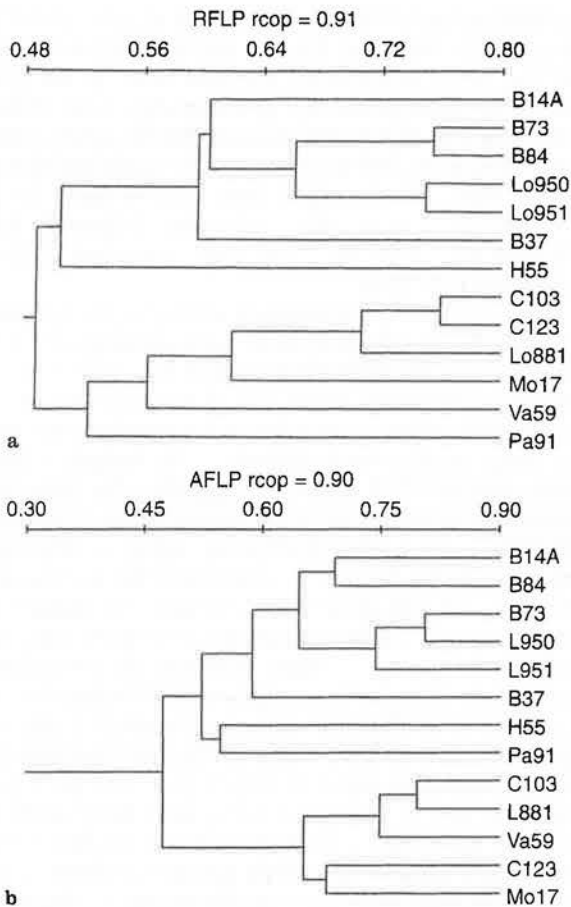 RFLP rcop = 0.91
0.48 0.56 0.64 0.72 0.80
B14A
B73
B84
Lo950
Lo951
B37
H55
C103
C123
Lo881
Mo17
Va59
Pa91
a
AFLP rcop = 0.90
0.30 0.45 0.60 0.75 0.90
B14A
B84
B73
L950
L951
B37
H55
Pa91
C103
L881
Va59
C123
Mo17
b